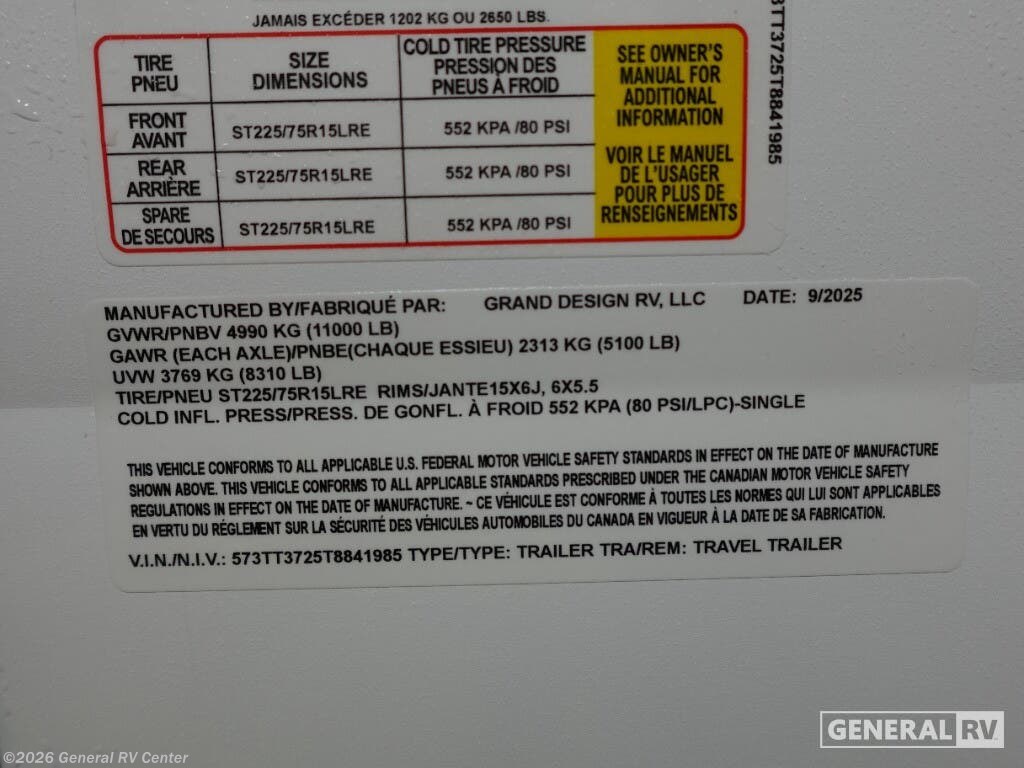 JAMAIS EXCÉDER 1202 KG OU 2650 LBS.
TIRE
PNEU
SIZE
DIMENSIONS
COLD TIRE PRESSURE
PRESSION DES
PNEUS À FROID
SEE OWNER'S
MANUAL FOR
ADDITIONAL
INFORMATION
VOIR LE MANUEL
DE L'USAGER
POUR PLUS DE
RENSEIGNEMENTS
FRONT
AVANT
ST225/75R15LRE
552 KPA /80 PSI
REAR
ARRIÈRE
ST225/75R15LRE
552 KPA /80 PSI
SPARE
DE SECOURS
ST225/75R15LRE
552 KPA /80 PSI
3TT3725T8841985
MANUFACTURED BY/FABRIQUÉ PAR: GRAND DESIGN RV, LLC DATE: 9/2025
GVWR/PNBV 4990 KG (11000 LB)
GAWR (EACH AXLE)/PNBE(CHAQUE ESSIEU) 2313 KG (5100 LB)
UVW 3769 KG (8310 LB)
TIRE/PNEU ST225/75R15LRE RIMS/JANTE15X6J, 6X5.5
COLD INFL. PRESS/PRESS. DE GONFL. À FROID 552 KPA (80 PSI/LPC)-SINGLE
THIS VEHICLE CONFORMS TO ALL APPLICABLE U.S. FEDERAL MOTOR VEHICLE SAFETY STANDARDS IN EFFECT ON THE DATE OF MANUFACTURE
SHOWN ABOVE. THIS VEHICLE CONFORMS TO ALL APPLICABLE STANDARDS PRESCRIBED UNDER THE CANADIAN MOTOR VEHICLE SAFETY
REGULATIONS IN EFFECT ON THE DATE OF MANUFACTURE. ~ CE VÉHICULE EST CONFORME À TOUTES LES NORMES QUI LUI SONT APPLICABLES
EN VERTU DU RÉGLEMENT SUR LA SÉCURITÉ DES VÉHICULES AUTOMOBILES DU CANADA EN VIGUEUR À LA DATE DE SA FABRICATION.
V.I.N./N.I.V.: 573TT3725T8841985 TYPE/TYPE: TRAILER TRA/REM: TRAVEL TRAILER
GENERAL RV
©2026 General RV Center